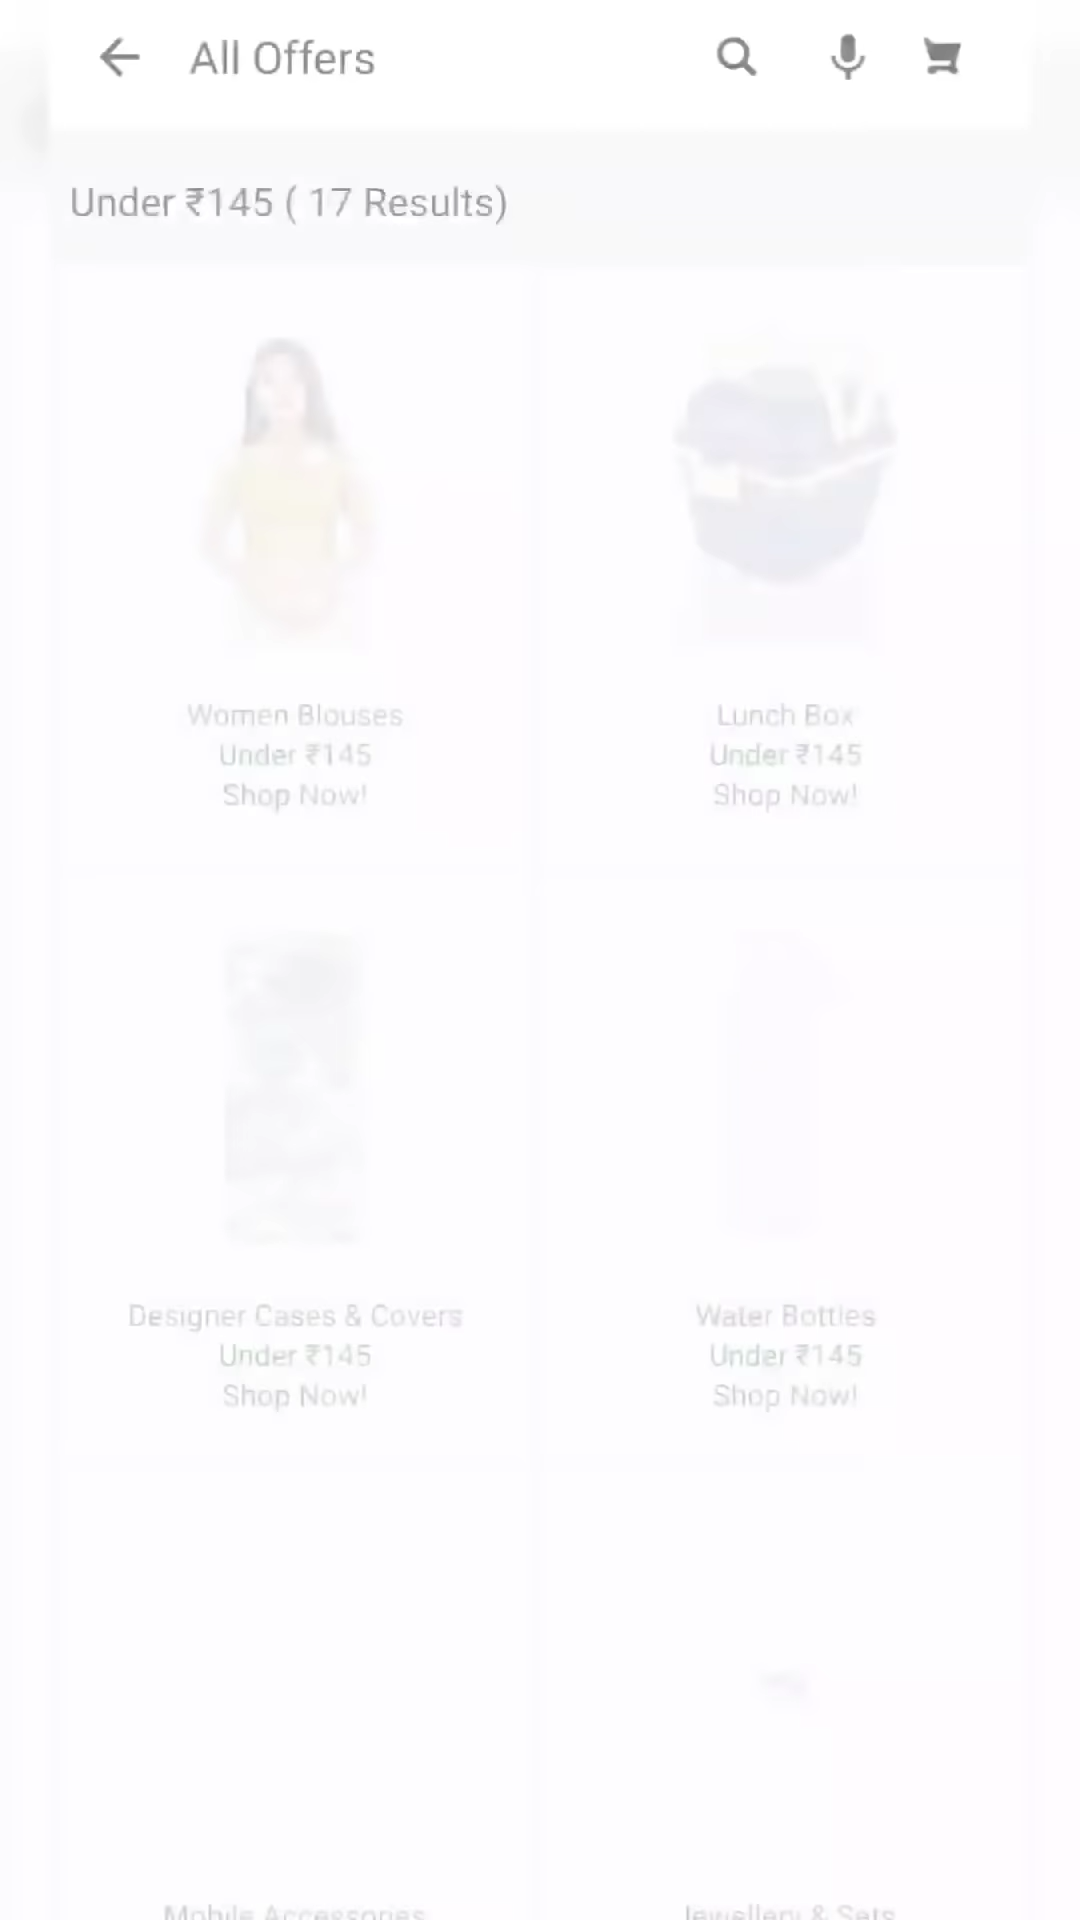 All Offers
Under ₹145 ( 17 Results)
Women Blouses
Under ₹145
Shop Now!
Lunch Box
Under ₹145
Shop Now!
Designer Cases & Covers
Under ₹145
Shop Now!
Water Bottles
Under ₹145
Shop Now!
Mobile Accessories
Jewellery & Sets